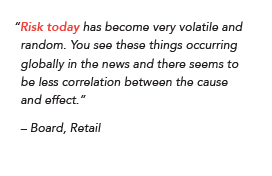 “Risk today has become very volatile and
random. You see these things occurring
globally in the news and there seems to
be less correlation between the cause
and effect.”
– Board, Retail